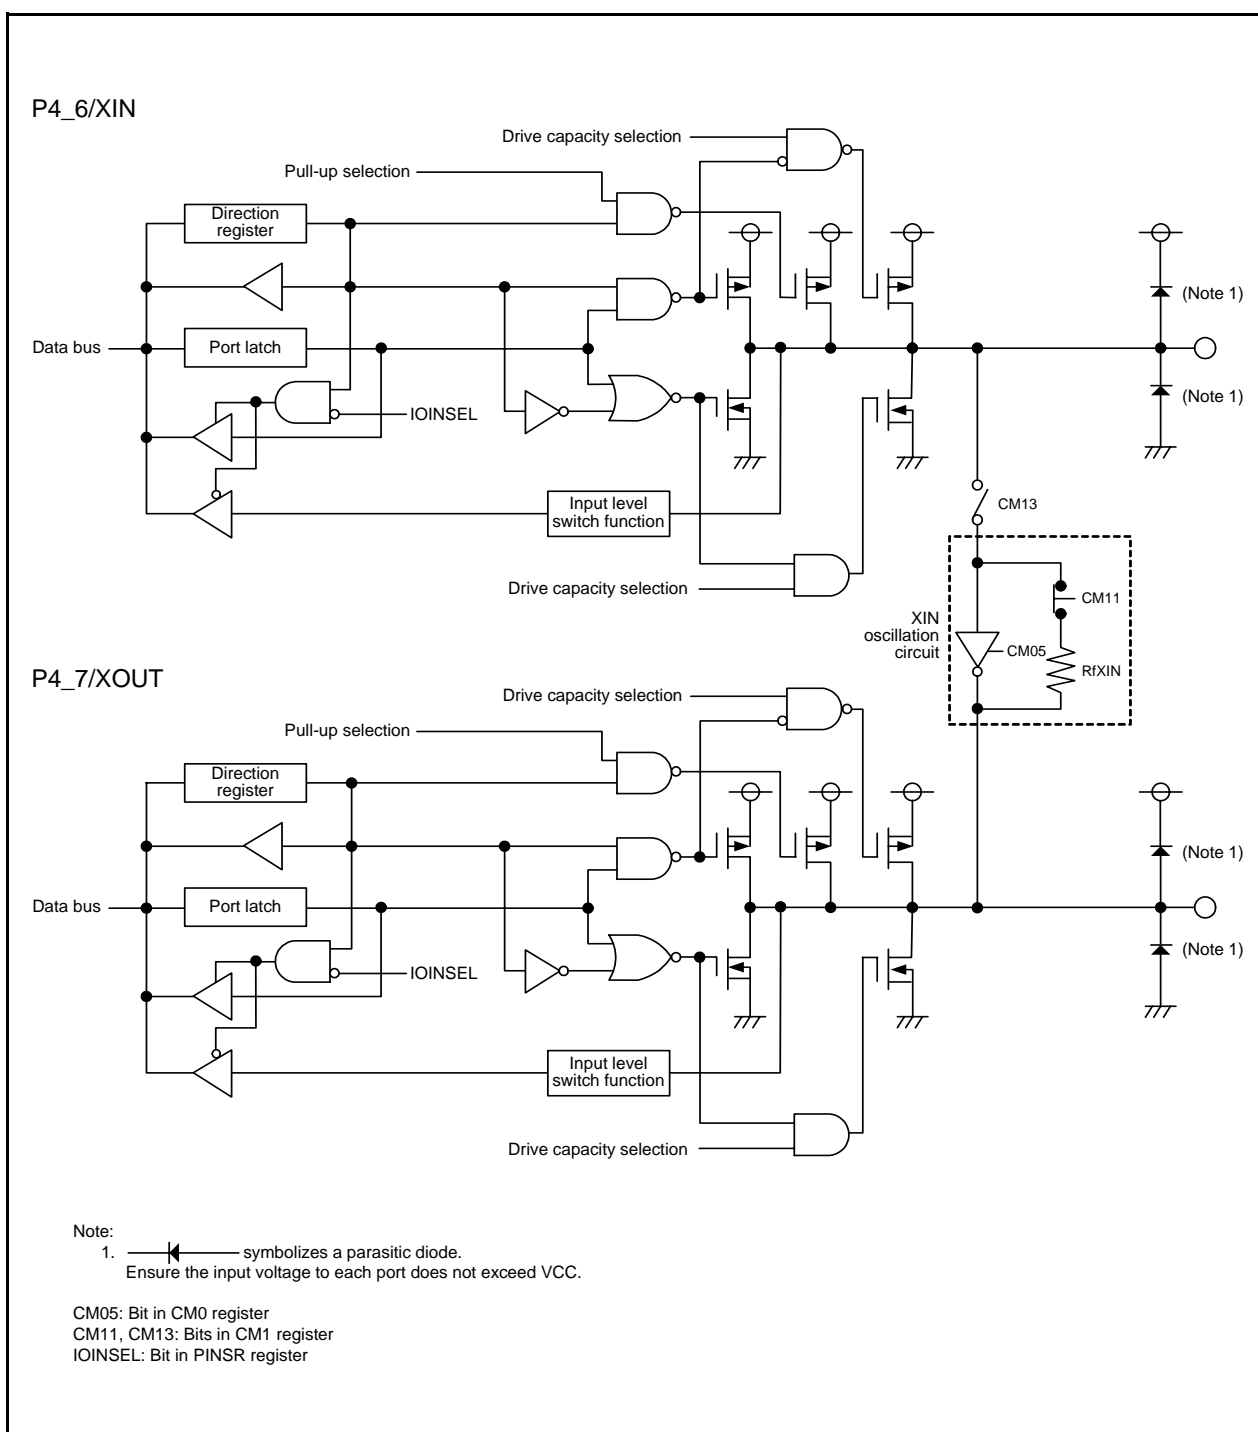 P4_6/XIN
Drive capacity selection
Pull-up selection
Direction
register
(Note 1)
Data bus
Port latch
(Note 1)
IOINSEL
Input level
switch function
CM13
Drive capacity selection
CM11
XIN
oscillation
circuit
CM05
RfXIN
P4_7/XOUT
Drive capacity selection
Pull-up selection
Direction
register
(Note 1)
Data bus
Port latch
(Note 1)
IOINSEL
Input level
switch function
Drive capacity selection
Note:
1. symbolizes a parasitic diode.
Ensure the input voltage to each port does not exceed VCC.
CM05: Bit in CM0 register
CM11, CM13: Bits in CM1 register
IOINSEL: Bit in PINSR register